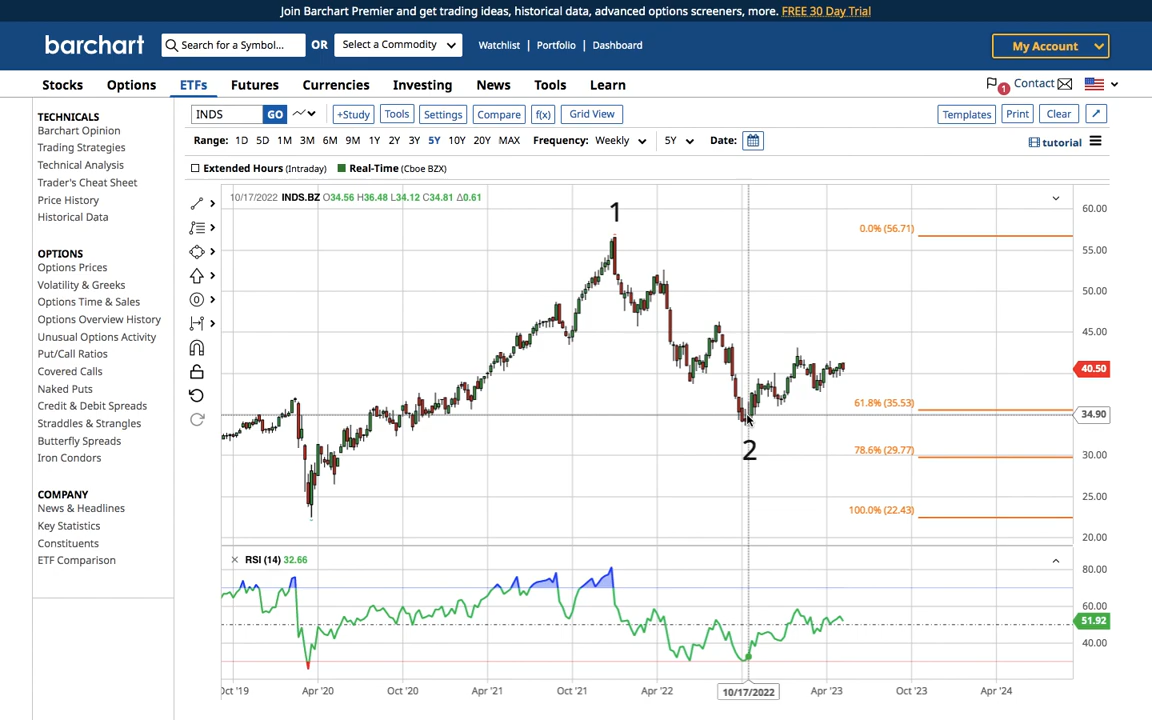 Join Barchart Premier and get trading ideas, historical data, advanced options screeners, more. FREE 30 Day Trial
barchart Search for a Symbol... OR Select a Commodity Watchlist | Portfolio | Dashboard My Account
Stocks Options ETFs Futures Currencies Investing News Tools Learn 1 Contact
TECHNICALS
Barchart Opinion
Trading Strategies
Technical Analysis
Trader's Cheat Sheet
Price History
Historical Data
OPTIONS
Options Prices
Volatility & Greeks
Options Time & Sales
Options Overview History
Unusual Options Activity
Put/Call Ratios
Covered Calls
Naked Puts
Credit & Debit Spreads
Straddles & Strangles
Butterfly Spreads
Iron Condors
COMPANY
News & Headlines
Key Statistics
Constituents
ETF Comparison
INDS GO +Study Tools Settings Compare f(x) Grid View Templates Print Clear
Range: 1D 5D 1M 3M 6M 9M 1Y 2Y 3Y 5Y 10Y 20Y MAX Frequency: Weekly 5Y Date: tutorial
Extended Hours (Intraday) Real-Time (Cboe BZX)
10/17/2022 INDS.BZ O34.56 H36.48 L34.12 C34.81 Δ0.61
1
2
0.0% (56.71)
61.8% (35.53)
78.6% (29.77)
100.0% (22.43)
60.00
55.00
50.00
45.00
40.50
34.90
30.00
25.00
20.00
RSI (14) 32.66
80.00
60.00
51.92
40.00
Oct '19 Apr '20 Oct '20 Apr '21 Oct '21 Apr '22 10/17/2022 Apr '23 Oct '23 Apr '24